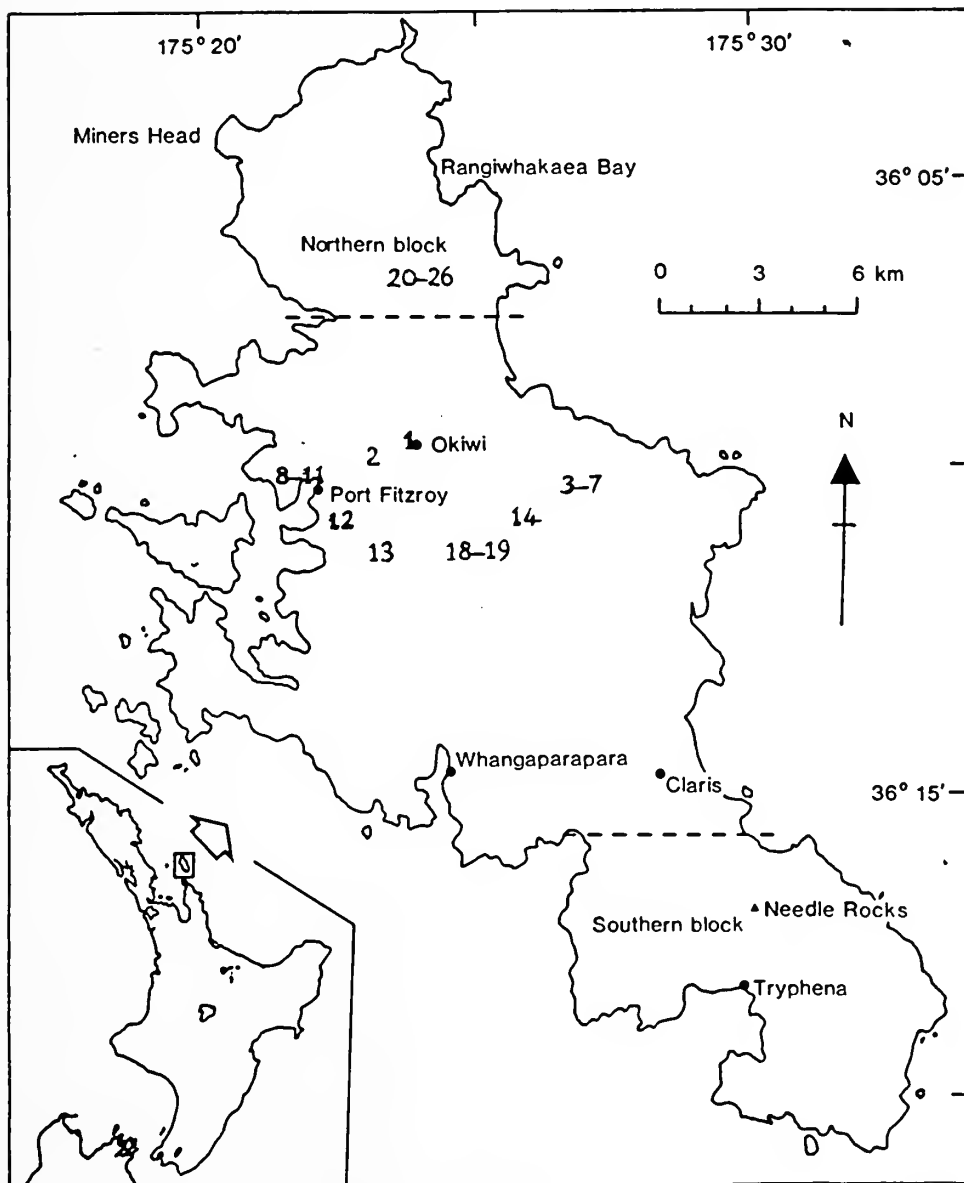 175° 20′
175° 30′
Miners Head
Rangiwhakaea Bay
36° 05′
Northern block
20–26
0 3 6 km
N
1
Okiwi
2
8–11
Port Fitzroy
3–7
12
14
13
18–19
Whangaparapara
Claris
36° 15′
Southern block
Needle Rocks
Tryphena